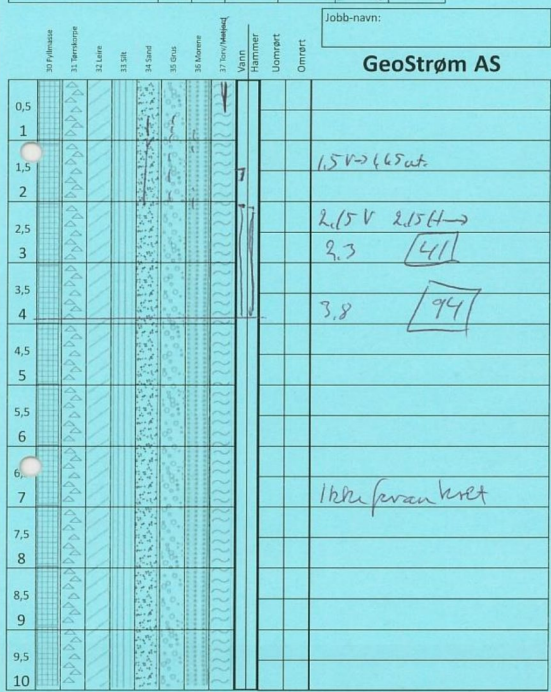 Jobb-navn:
30 Fyllmasse
31 Tørrskorpe
32 Leire
33 Silt
34 Sand
35 Grus
36 Morene
37 Torv/Matjord
Vann
Hammer
Uomrørt
Omrørt
GeoStrøm AS
0,5
1
1,5
1,5 V-> 1,65 ut.
2
2,15 V 2,15 H ->
2,5
2,3 41
3
3,5
3,8 94
4
4,5
5
5,5
6
6,
7
Ikke
7,5
8
8,5
9
9,5
10